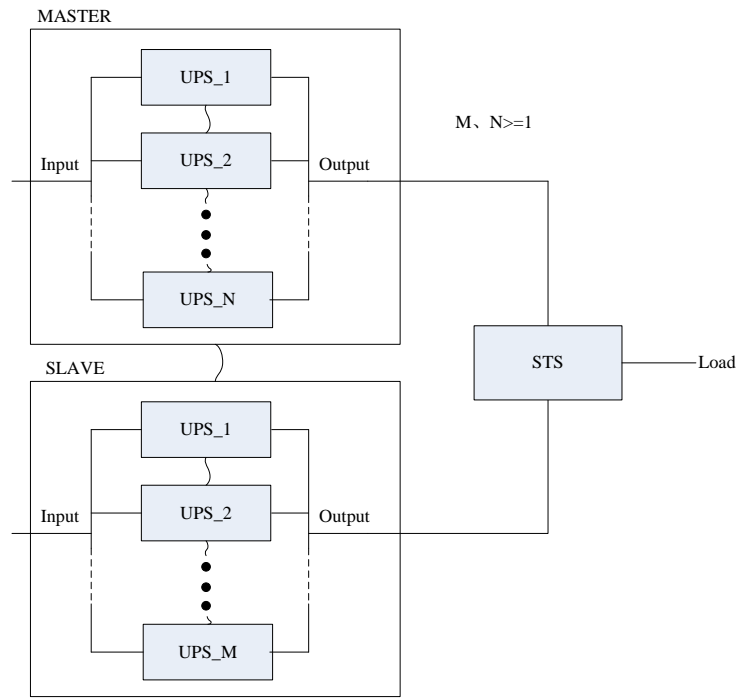 MASTER
UPS_1
M、N>=1
UPS_2
Input
Output
UPS_N
STS
Load
SLAVE
UPS_1
UPS_2
Input
Output
UPS_M